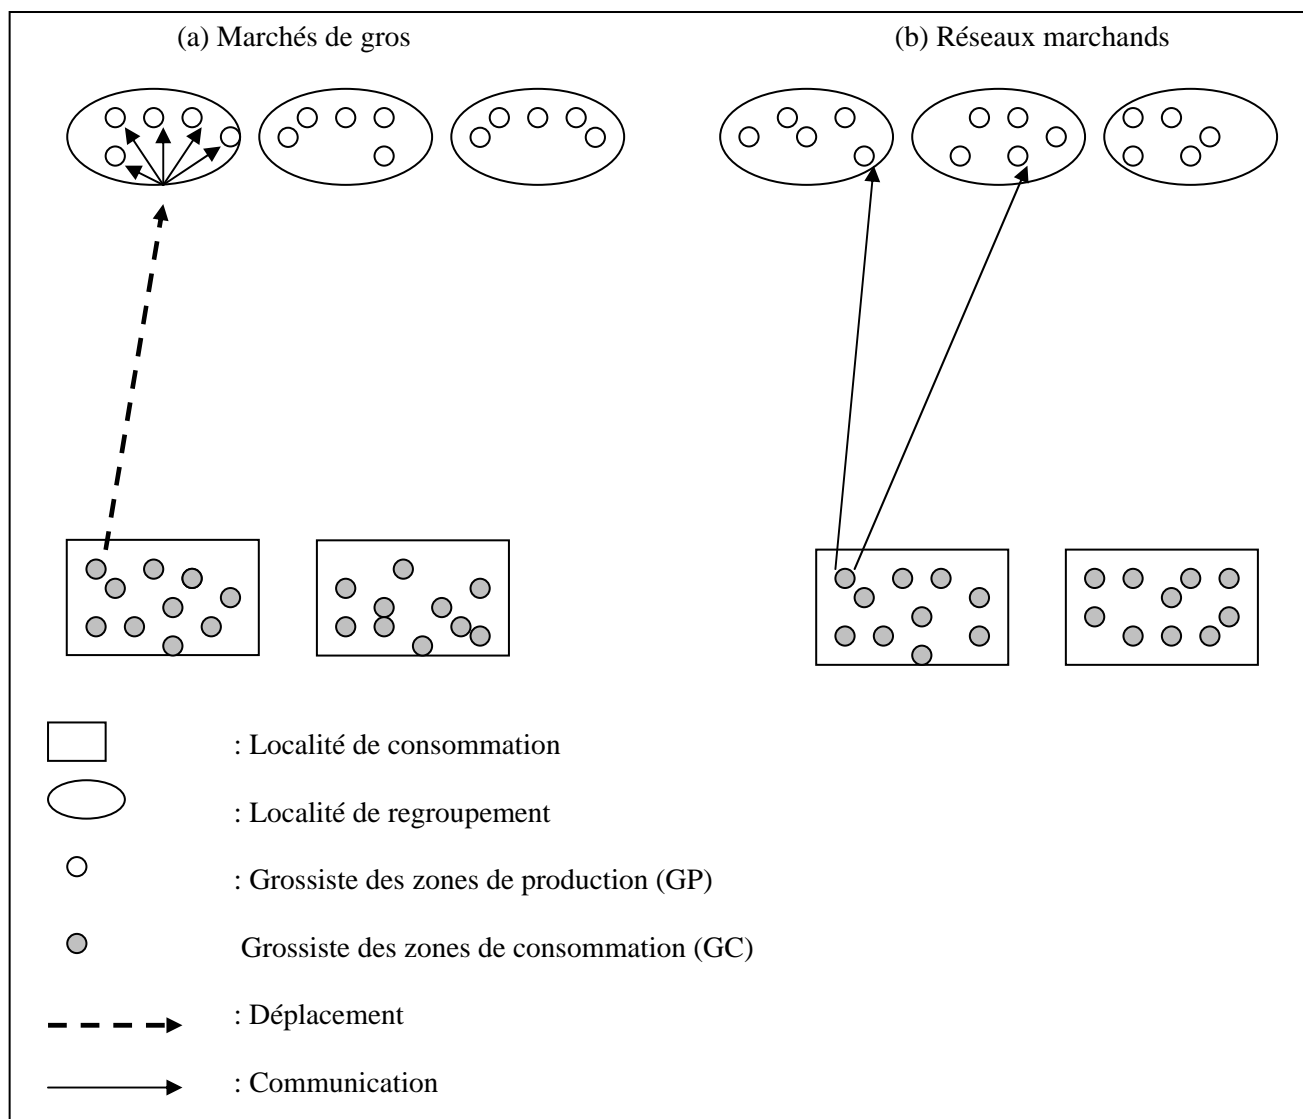 (a) Marchés de gros
(b) Réseaux marchands
: Localité de consommation
: Localité de regroupement
: Grossiste des zones de production (GP)
Grossiste des zones de consommation (GC)
: Déplacement
: Communication